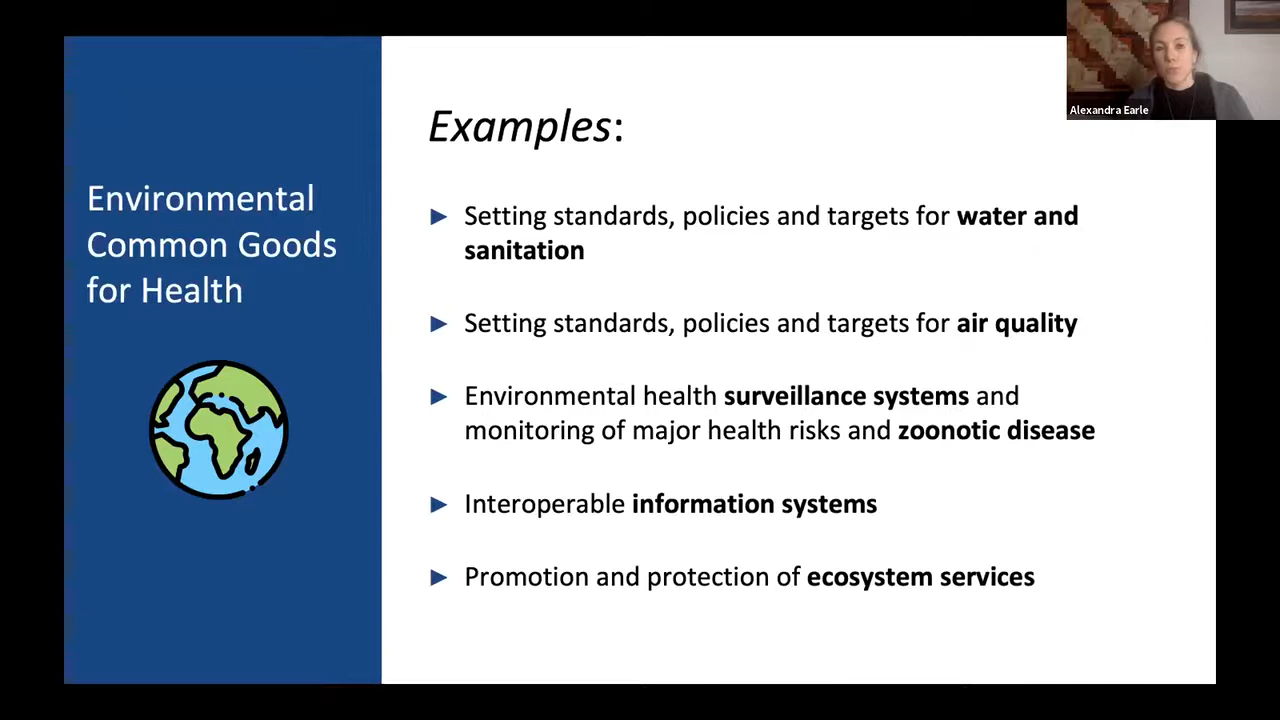 Alexandra Earle
Environmental
Common Goods
for Health
Examples:
► Setting standards, policies and targets for water and
sanitation
► Setting standards, policies and targets for air quality
► Environmental health surveillance systems and
monitoring of major health risks and zoonotic disease
► Interoperable information systems
► Promotion and protection of ecosystem services